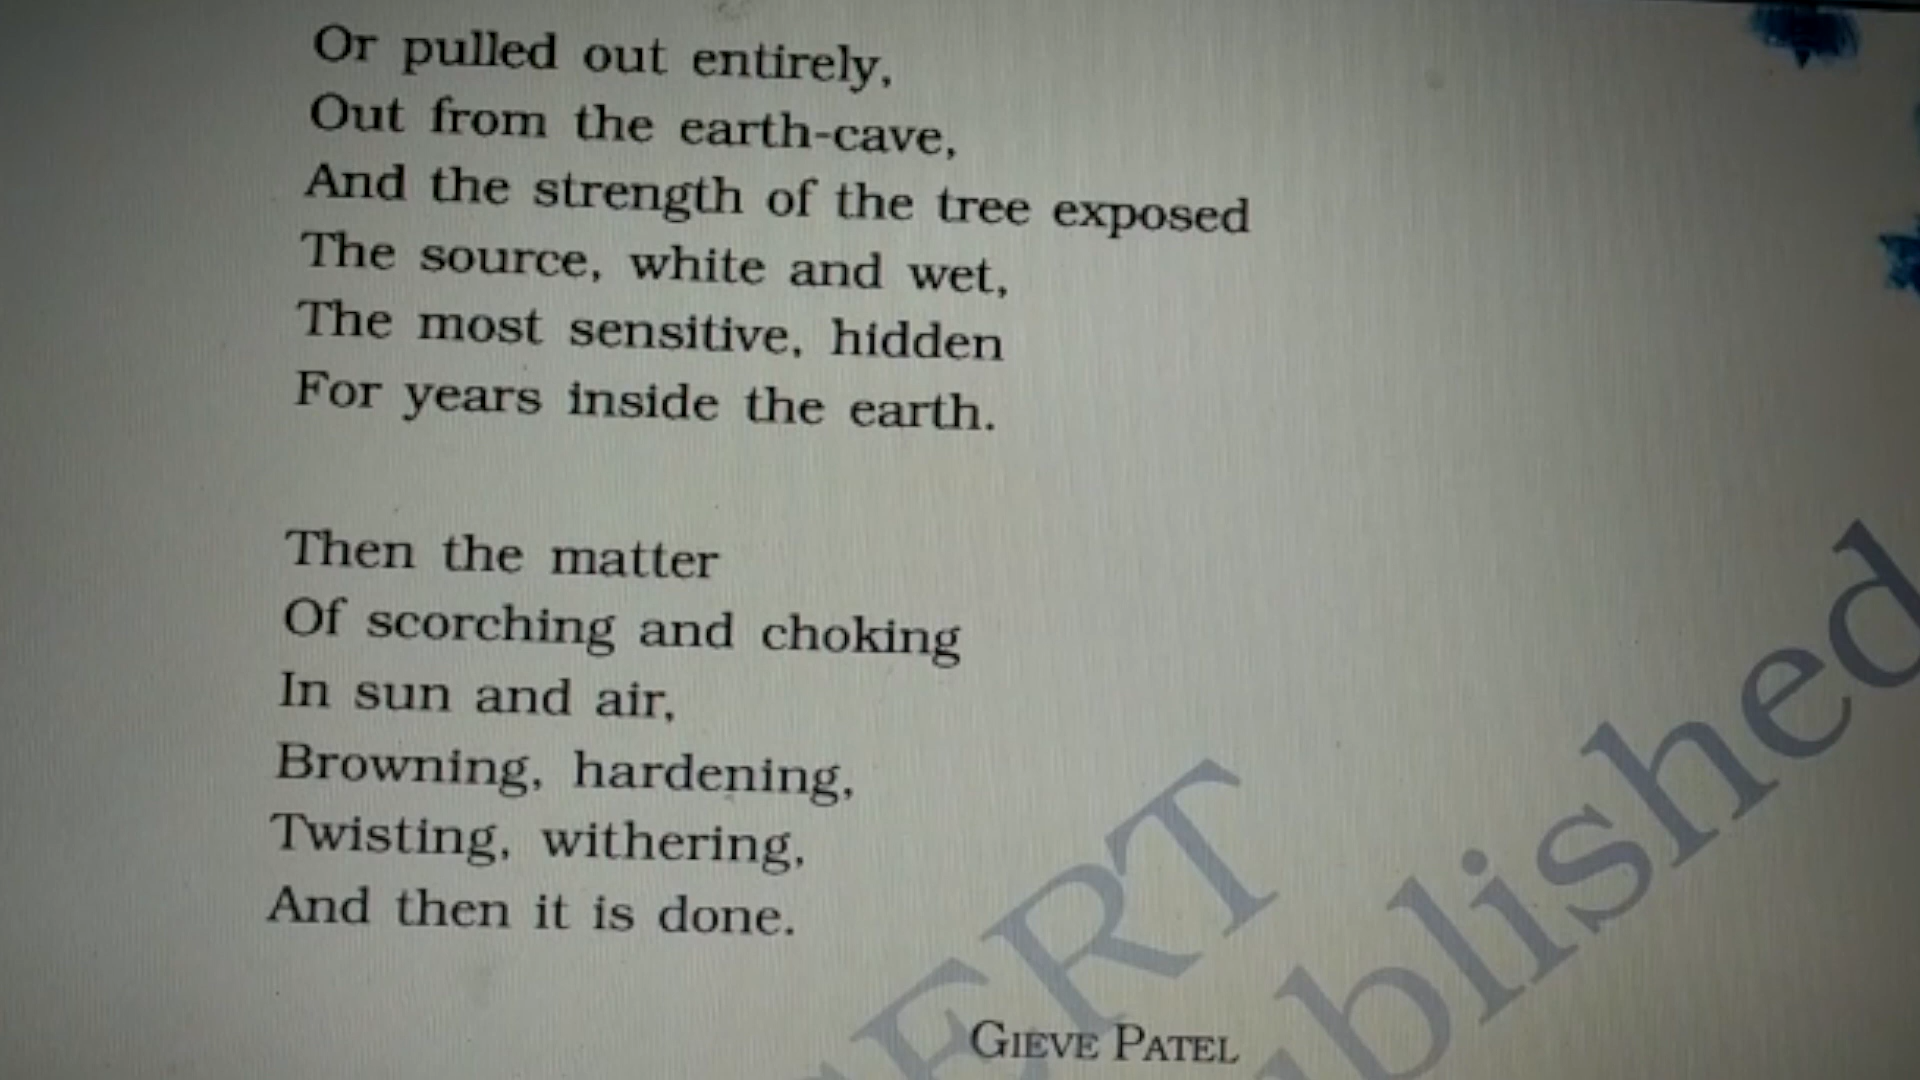 Or pulled out entirely,
Out from the earth-cave,
And the strength of the tree exposed
The source, white and wet,
The most sensitive, hidden
For years inside the earth.
Then the matter
Of scorching and choking
In sun and air,
Browning, hardening,
Twisting, withering,
And then it is done.
GIEVE PATEL